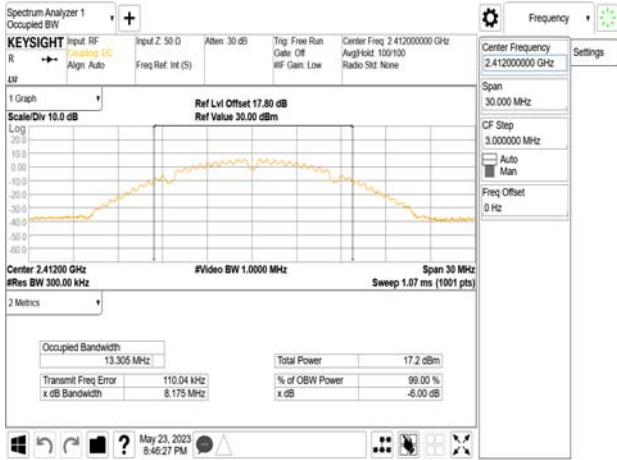 Spectrum Analyzer 1
Occupied BW
KEYSIGHT
R
Input: RF
Coupling: DC
Align: Auto
Input Z: 50 Ω
Freq Ref: Int (S)
Atten: 30 dB
Trig: Free Run
Gate: Off
#IF Gain: Low
Center Freq: 2.412000000 GHz
Avg|Hold: 100/100
Radio Std: None
1 Graph
Scale/Div 10.0 dB
Ref Lvl Offset 17.80 dB
Ref Value 30.00 dBm
Log
20.0
10.0
0.00
-10.0
-20.0
-30.0
-40.0
-50.0
-60.0
Center 2.41200 GHz
#Res BW 300.00 kHz
#Video BW 1.0000 MHz
Span 30 MHz
Sweep 1.07 ms (1001 pts)
2 Metrics
Occupied Bandwidth
13.305 MHz
Total Power 17.2 dBm
Transmit Freq Error 110.04 kHz
% of OBW Power 99.00 %
x dB Bandwidth 8.175 MHz
x dB -6.00 dB
May 23, 2023
8:46:27 PM
Frequency
Settings
Center Frequency
2.412000000 GHz
Span
30.000 MHz
CF Step
3.000000 MHz
Auto
Man
Freq Offset
0 Hz